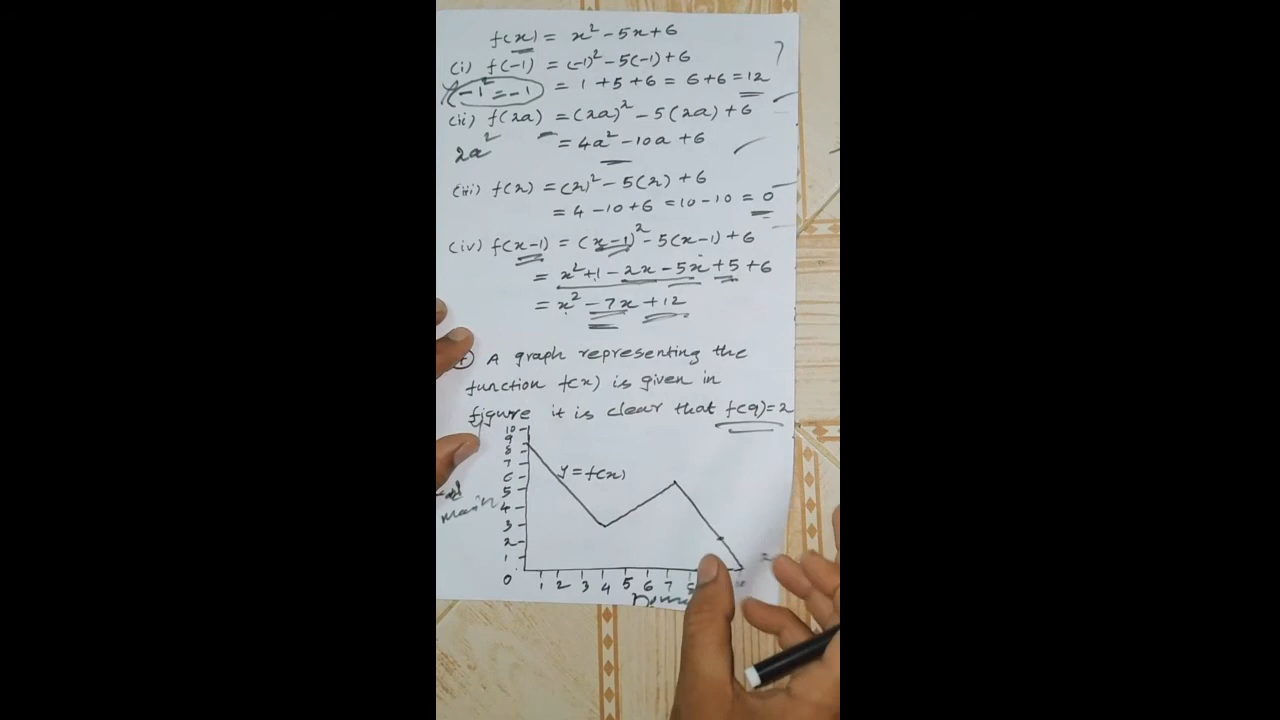 f(x) = x² - 5x + 6
(i) f(-1) = (-1)² - 5(-1) + 6
-1² = -1
= 1 + 5 + 6 = 6 + 6 = 12
(ii) f(2a) = (2a)² - 5(2a) + 6
2a²
= 4a² - 10a + 6
(iii) f(2) = (2)² - 5(2) + 6
= 4 - 10 + 6 = 10 - 10 = 0
(iv) f(x-1) = (x-1)² - 5(x-1) + 6
= x² + 1 - 2x - 5x + 5 + 6
= x² - 7x + 12
A graph representing the
function f(x) is given in
figure it is clear that f(9) = 2
10
9
8
7
6
5
4
3
2
1
0
y = f(x)
1 2 3 4 5 6 7 8